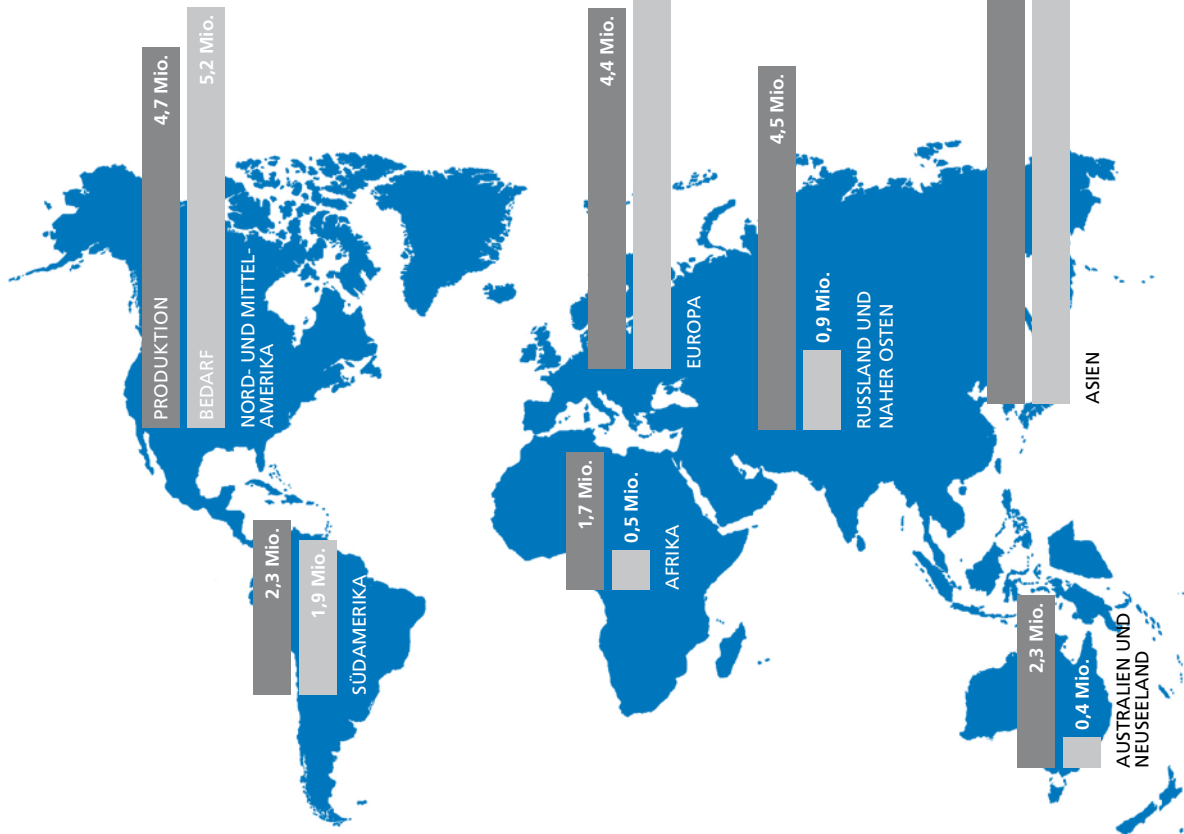 PRODUKTION
4,7 Mio.
BEDARF
5,2 Mio.
NORD- UND MITTEL-
AMERIKA
2,3 Mio.
1,9 Mio.
SÜDAMERIKA
4,4 Mio.
EUROPA
1,7 Mio.
0,5 Mio.
AFRIKA
4,5 Mio.
0,9 Mio.
RUSSLAND UND
NAHER OSTEN
ASIEN
2,3 Mio.
0,4 Mio.
AUSTRALIEN UND
NEUSEELAND